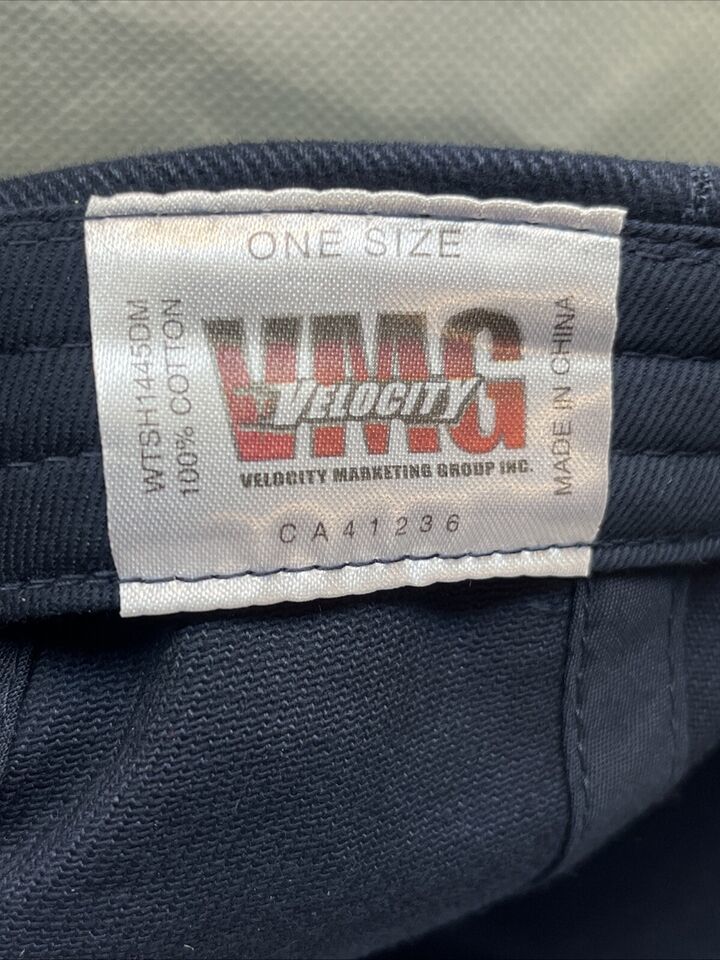 ONE SIZE
WTSH1445DM
100% COTTON
VMG
VELOCITY
VELOCITY MARKETING GROUP INC.
MADE IN CHINA
CA41236